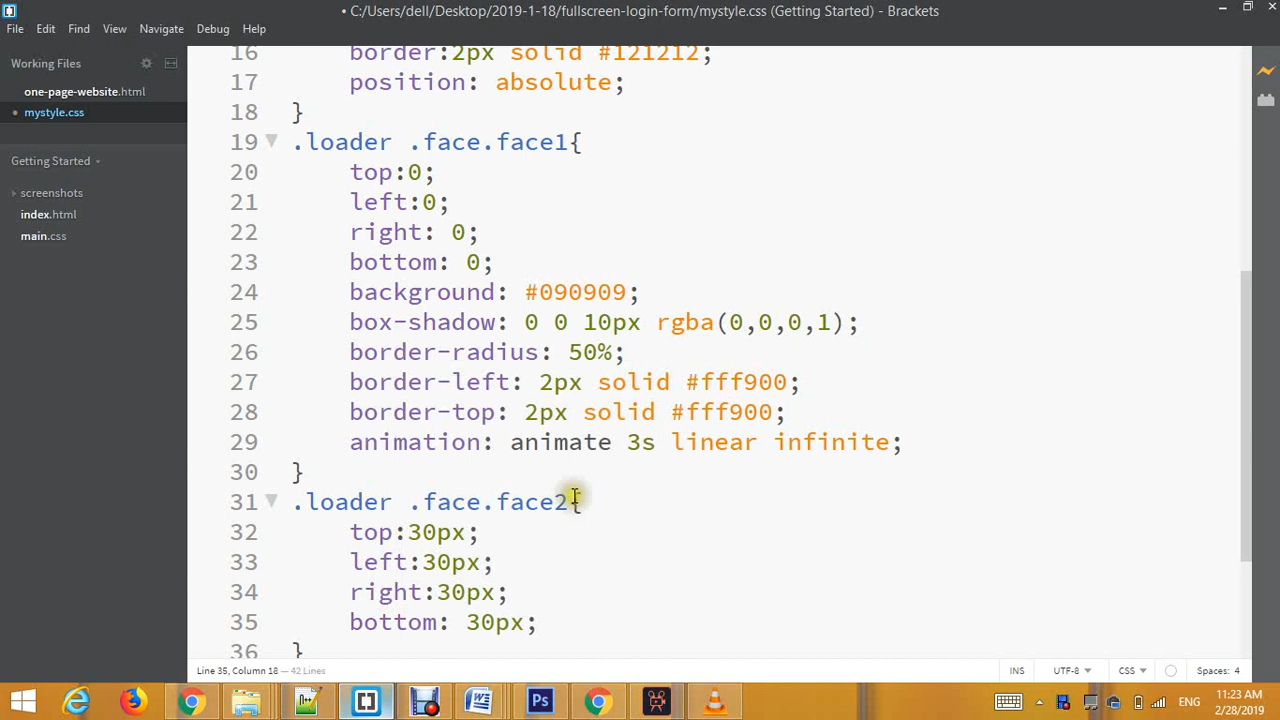 • C:/Users/dell/Desktop/2019-1-18/fullscreen-login-form/mystyle.css (Getting Started) - Brackets
File Edit Find View Navigate Debug Help
Working Files
one-page-website.html
mystyle.css
Getting Started
screenshots
index.html
main.css
16 border:2px solid #121212;
17 position: absolute;
18 }
19 .loader .face.face1{
20 top:0;
21 left:0;
22 right: 0;
23 bottom: 0;
24 background: #090909;
25 box-shadow: 0 0 10px rgba(0,0,0,1);
26 border-radius: 50%;
27 border-left: 2px solid #fff900;
28 border-top: 2px solid #fff900;
29 animation: animate 3s linear infinite;
30 }
31 .loader .face.face2{
32 top:30px;
33 left:30px;
34 right:30px;
35 bottom: 30px;
36 }
Line 35, Column 18 — 42 Lines
INS UTF-8 CSS Spaces: 4
W Ps ENG
11:23 AM
2/28/2019